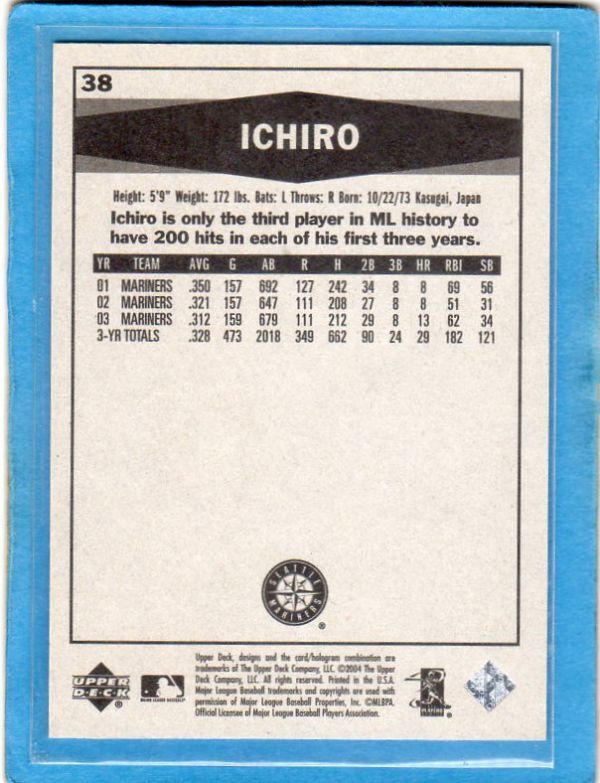 38
ICHIRO
Height: 5'9" Weight: 172 lbs. Bats: L Throws: R Born: 10/22/73 Kasugai, Japan
Ichiro is only the third player in ML history to
have 200 hits in each of his first three years.
YR TEAM AVG G AB R H 2B 3B HR RBI SB
01 MARINERS .350 157 692 127 242 34 8 8 69 56
02 MARINERS .321 157 647 111 208 27 8 8 51 31
03 MARINERS .312 159 679 111 212 29 8 13 62 34
3-YR TOTALS .328 473 2018 349 662 90 24 29 182 121
SEATTLE
MARINERS
®
Upper Deck, designs and the card/hologram combination are
trademarks of The Upper Deck Company, LLC. ©2004 The Upper
Deck Company, LLC. All rights reserved. Printed in the U.S.A.
Major League Baseball trademarks and copyrights are used with
permission of Major League Baseball Properties, Inc. ©MLBPA.
Official Licensee of Major League Baseball Players Association.
UPPER
DECK
®
MAJOR LEAGUE BASEBALL
PLAYERS